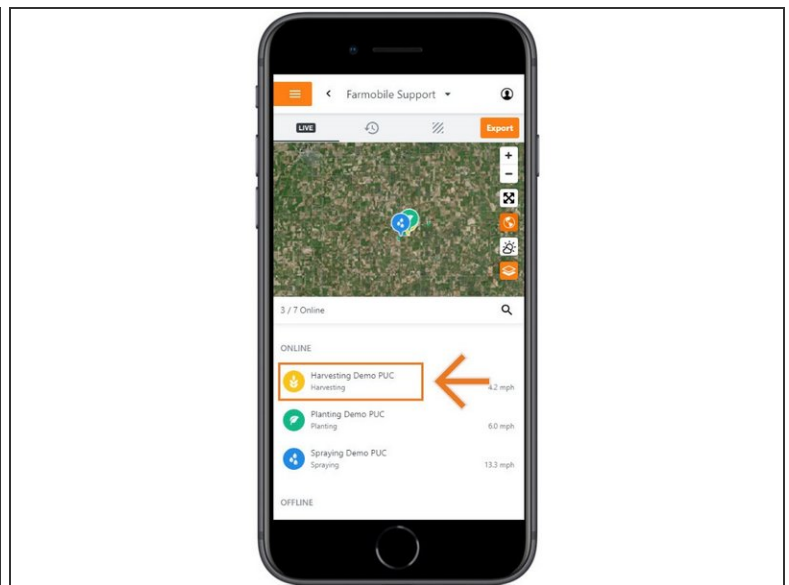 Farmobile Support
LIVE
Export
+
-
3 / 7 Online
ONLINE
Harvesting Demo PUC
Harvesting
4.2 mph
Planting Demo PUC
Planting
6.0 mph
Spraying Demo PUC
Spraying
13.3 mph
OFFLINE